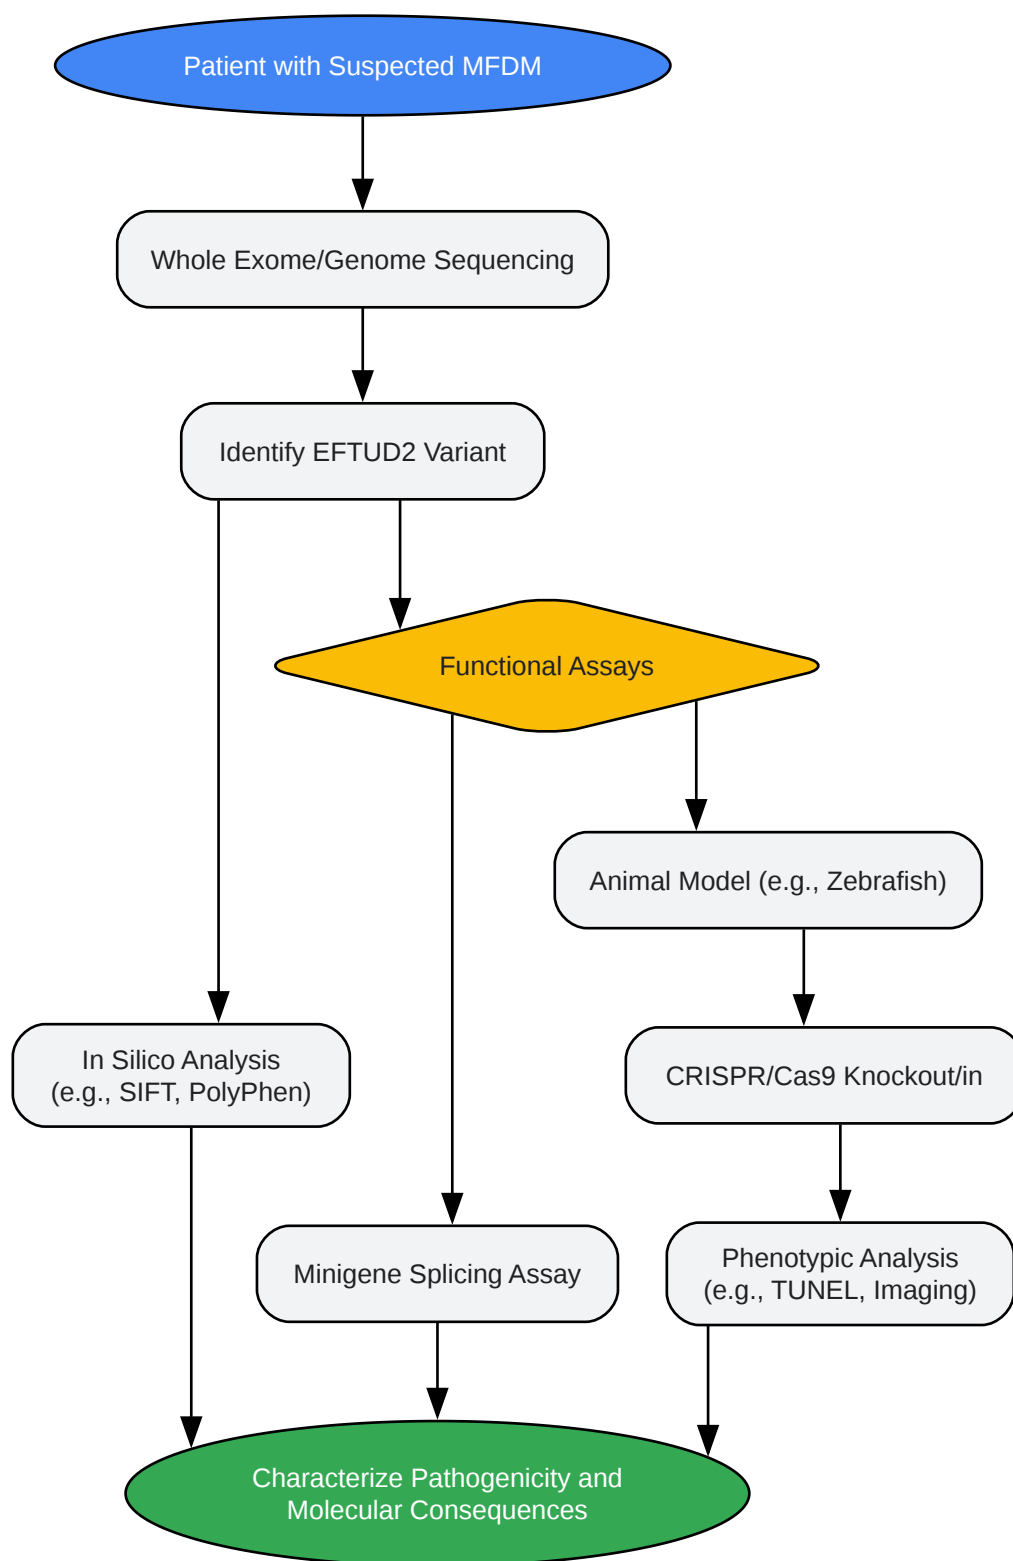 Patient with Suspected MFDM
Whole Exome/Genome Sequencing
Identify EFTUD2 Variant
Functional Assays
Animal Model (e.g., Zebrafish)
In Silico Analysis
(e.g., SIFT, PolyPhen)
CRISPR/Cas9 Knockout/in
Minigene Splicing Assay
Phenotypic Analysis
(e.g., TUNEL, Imaging)
Characterize Pathogenicity and
Molecular Consequences